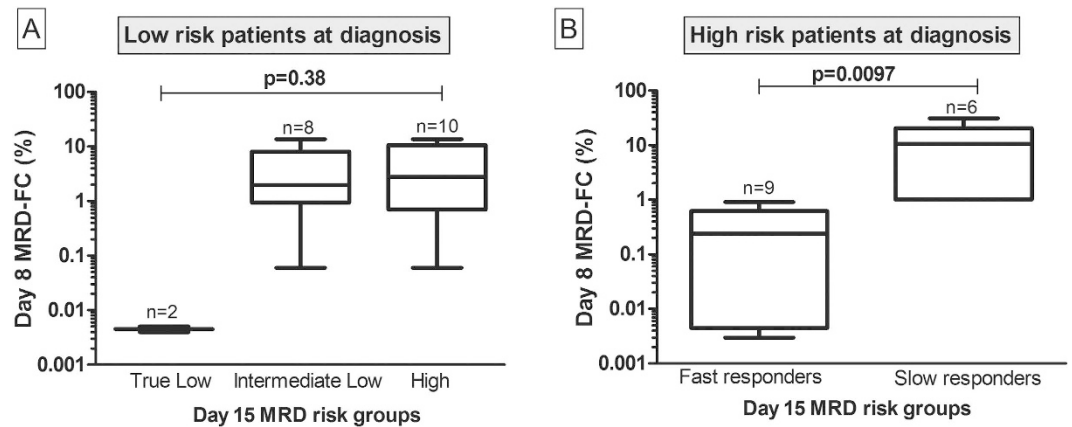 A
Low risk patients at diagnosis
p=0.38
100
10
1
0.1
0.01
0.001
Day 8 MRD-FC (%)
n=2
n=8
n=10
True Low
Intermediate Low
High
Day 15 MRD risk groups
B
High risk patients at diagnosis
p=0.0097
100
10
1
0.1
0.01
0.001
Day 8 MRD-FC (%)
n=9
n=6
Fast responders
Slow responders
Day 15 MRD risk groups